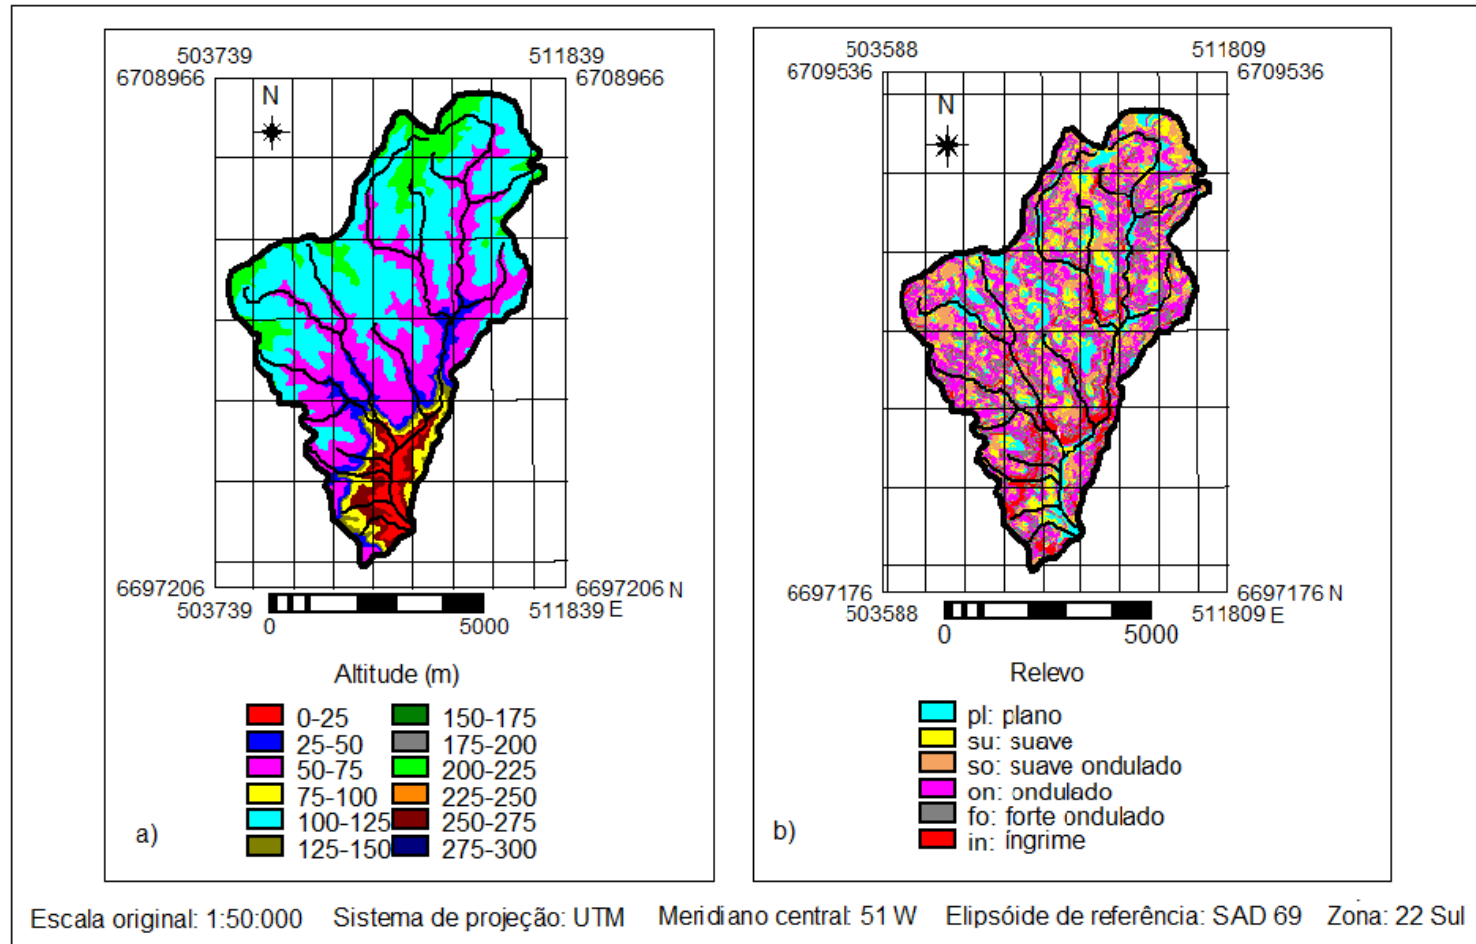 503739 511839
6708966 6708966
N
6697206 6697206 N
503739 511839 E
0 5000
Altitude (m)
0-25 150-175
25-50 175-200
50-75 200-225
75-100 225-250
100-125 250-275
125-150 275-300
a)
503588 511809
6709536 6709536
N
6697176 6697176 N
503588 511809 E
0 5000
Relevo
pl: plano
su: suave
so: suave ondulado
on: ondulado
fo: forte ondulado
in: íngrime
b)
Escala original: 1:50:000 Sistema de projeção: UTM Meridiano central: 51 W Elipsóide de referência: SAD 69 Zona: 22 Sul